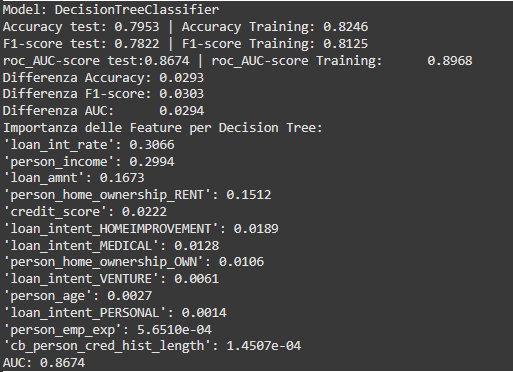 Model: DecisionTreeClassifier
Accuracy test: 0.7953 | Accuracy Training: 0.8246
F1-score test: 0.7822 | F1-score Training: 0.8125
roc_AUC-score test:0.8674 | roc_AUC-score Training:      0.8968
Differenza Accuracy: 0.0293
Differenza F1-score: 0.0303
Differenza AUC:      0.0294
Importanza delle Feature per Decision Tree:
'loan_int_rate': 0.3066
'person_income': 0.2994
'loan_amnt': 0.1673
'person_home_ownership_RENT': 0.1512
'credit_score': 0.0222
'loan_intent_HOMEIMPROVEMENT': 0.0189
'loan_intent_MEDICAL': 0.0128
'person_home_ownership_OWN': 0.0106
'loan_intent_VENTURE': 0.0061
'person_age': 0.0027
'loan_intent_PERSONAL': 0.0014
'person_emp_exp': 5.6510e-04
'cb_person_cred_hist_length': 1.4507e-04
AUC: 0.8674